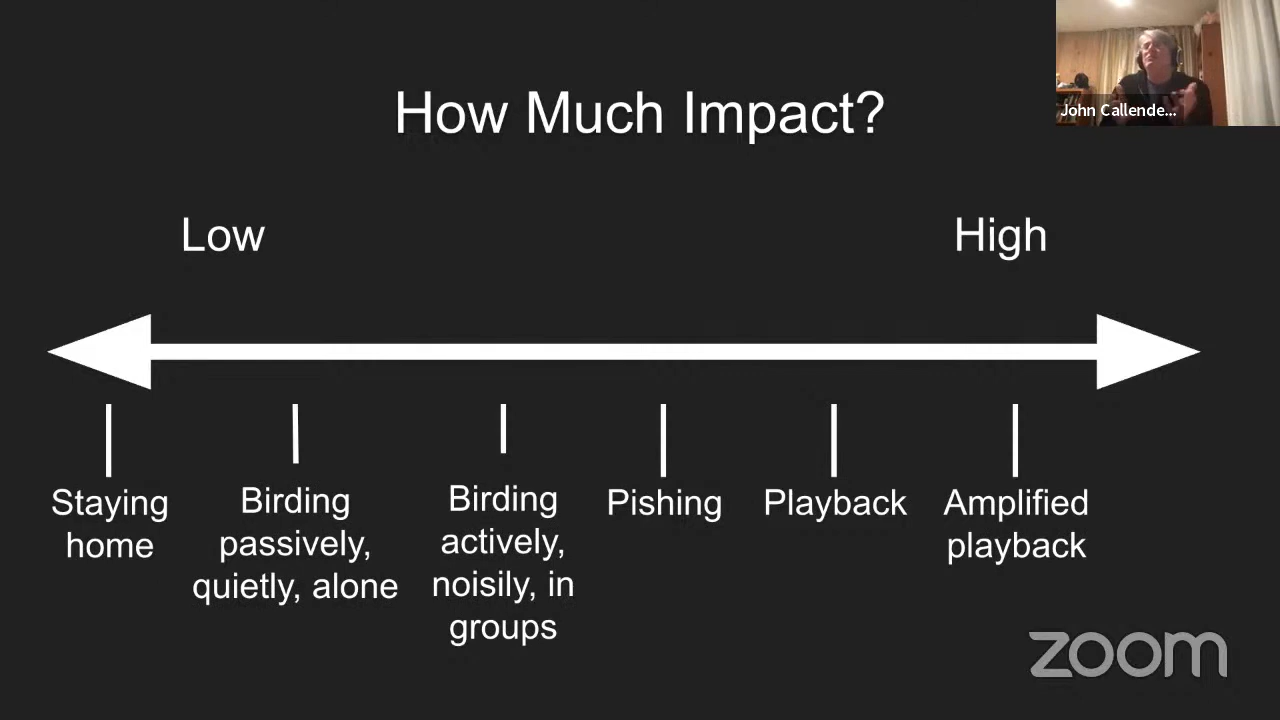 How Much Impact?
John Callende...
Low
High
Staying
home
Birding
passively,
quietly, alone
Birding
actively,
noisily, in
groups
Pishing
Playback
Amplified
playback
zoom